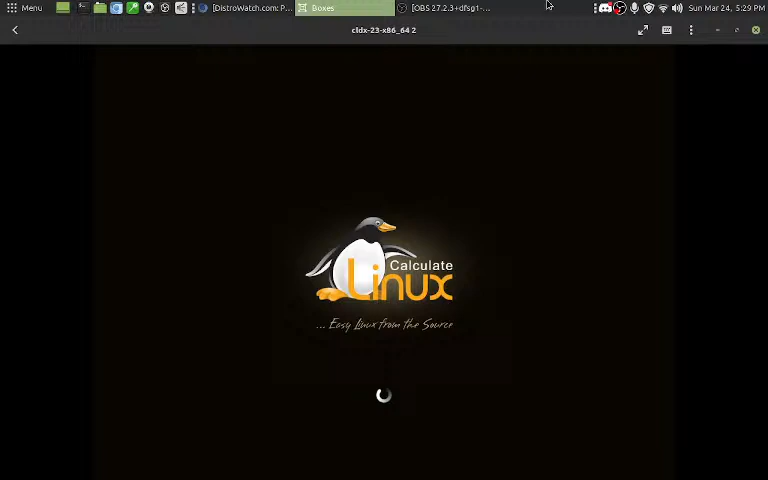 Menu [DistroWatch.com: P... Boxes [OBS 27.2.3+dfsg1-... Sun Mar 24, 5:29 PM
cldx-23-x86_64 2
Calculate
Linux
... Easy Linux from the Source